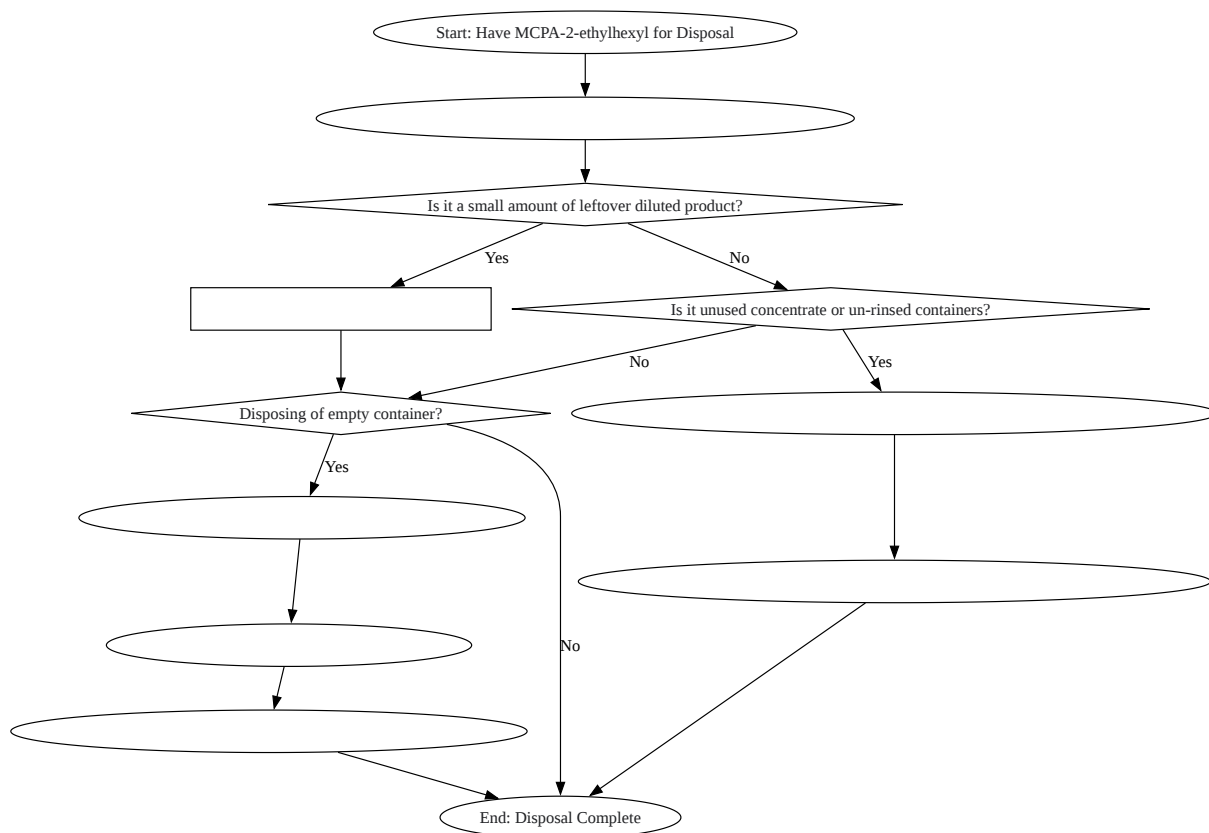 Start: Have MCPA-2-ethylhexyl for Disposal
Is it a small amount of leftover diluted product?
Yes
No
Is it unused concentrate or un-rinsed containers?
No
Yes
Disposing of empty container?
Yes
No
End: Disposal Complete